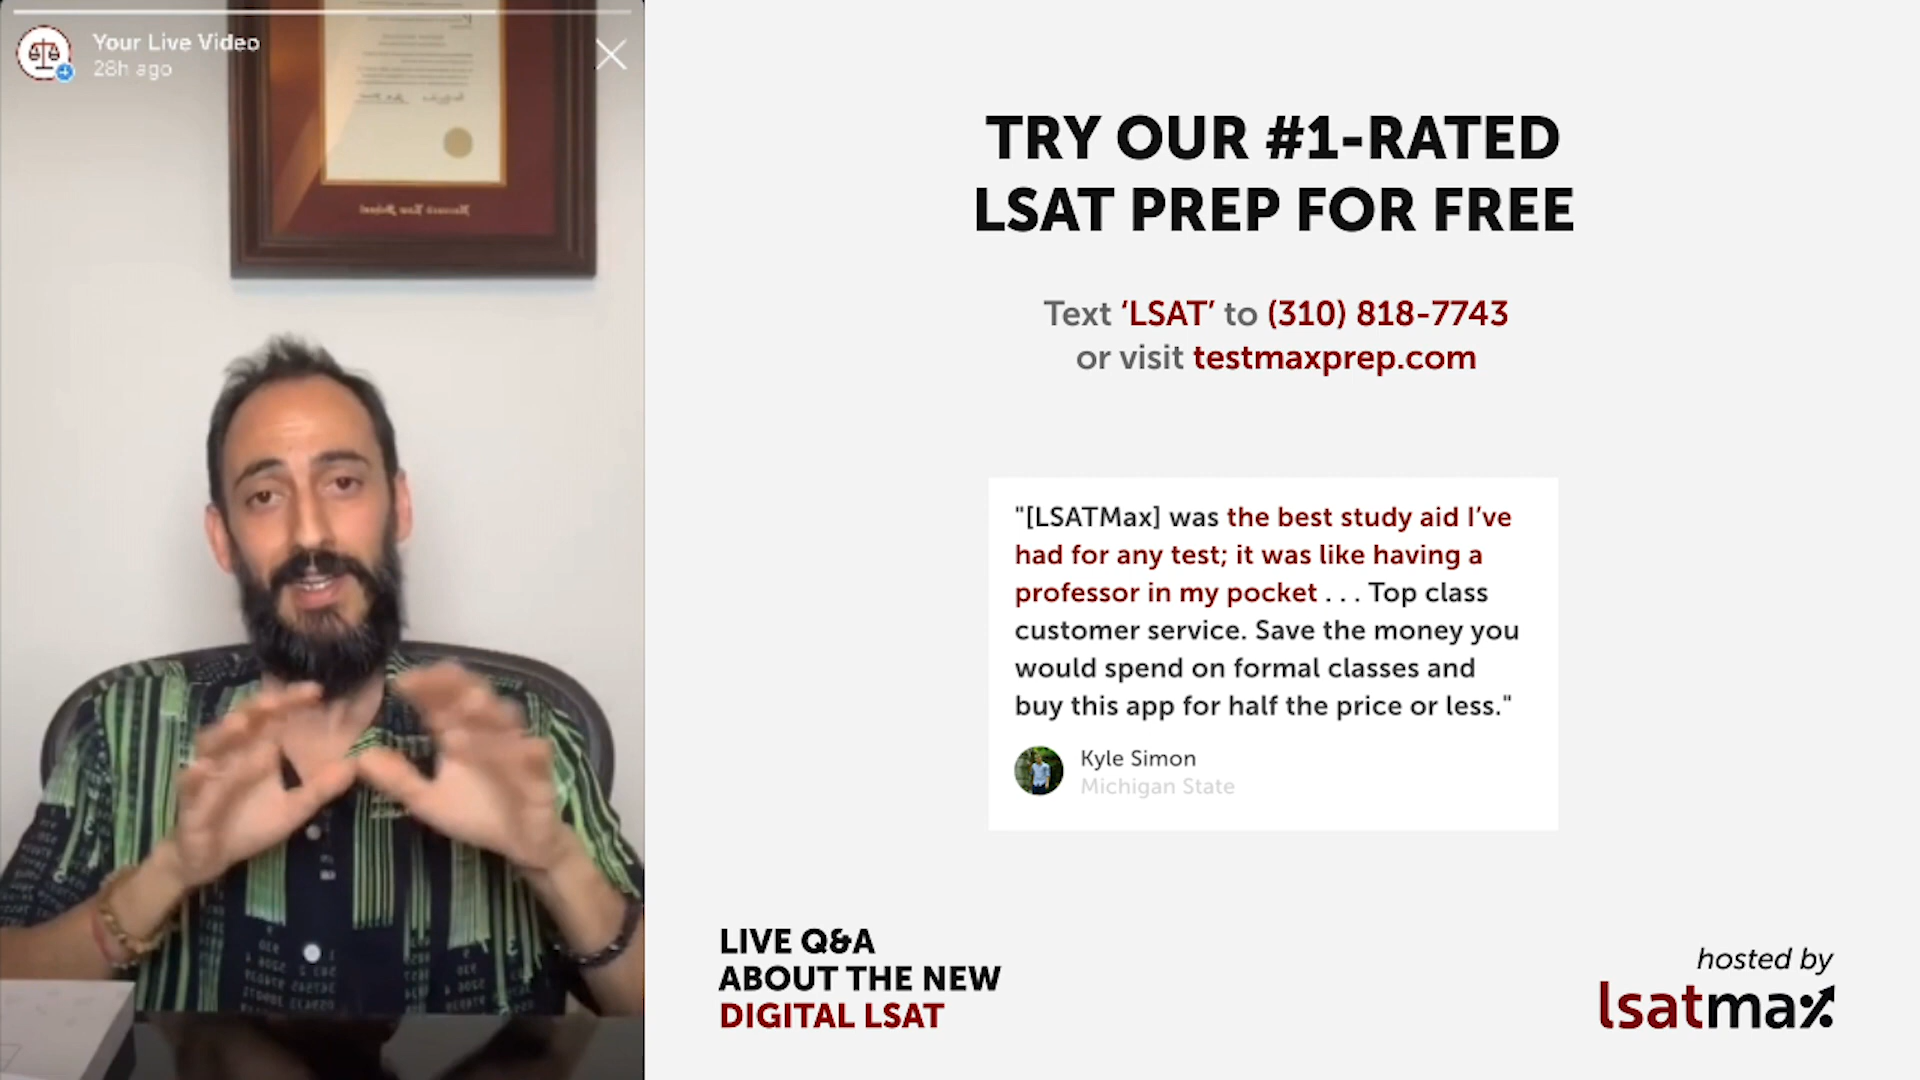 Your Live Video
28h ago
TRY OUR #1-RATED
LSAT PREP FOR FREE
Text ‘LSAT’ to (310) 818-7743
or visit testmaxprep.com
"[LSATMax] was the best study aid I’ve
had for any test; it was like having a
professor in my pocket . . . Top class
customer service. Save the money you
would spend on formal classes and
buy this app for half the price or less."
Kyle Simon
Michigan State
LIVE Q&A
ABOUT THE NEW
DIGITAL LSAT
hosted by
lsatmax